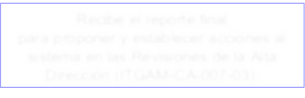 Recibe el reporte final
para proponer y establecer acciones al
sistema en las Revisiones de la Alta
Dirección (ITGAM-CA-007-03)